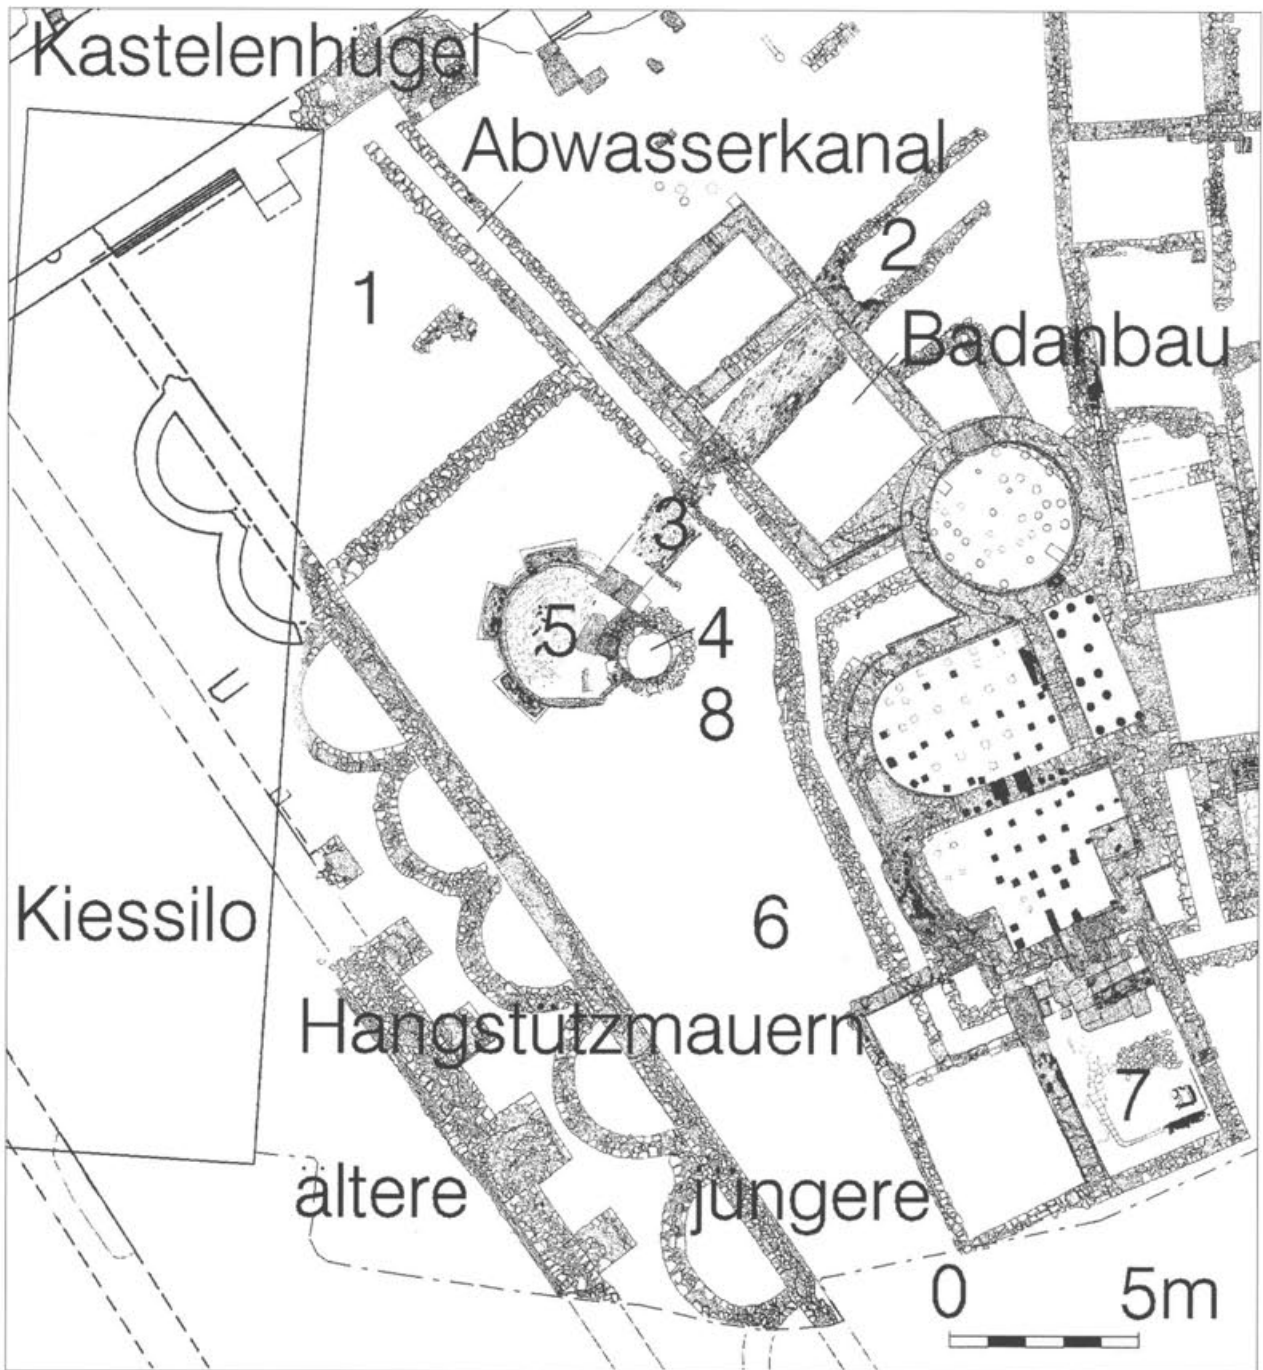 Kastelenhügel
Abwasserkanal
1
2
Badanbau
3
5
4
8
Kiessilo
6
Hangstützmauern
7
ältere
jüngere
0 5m